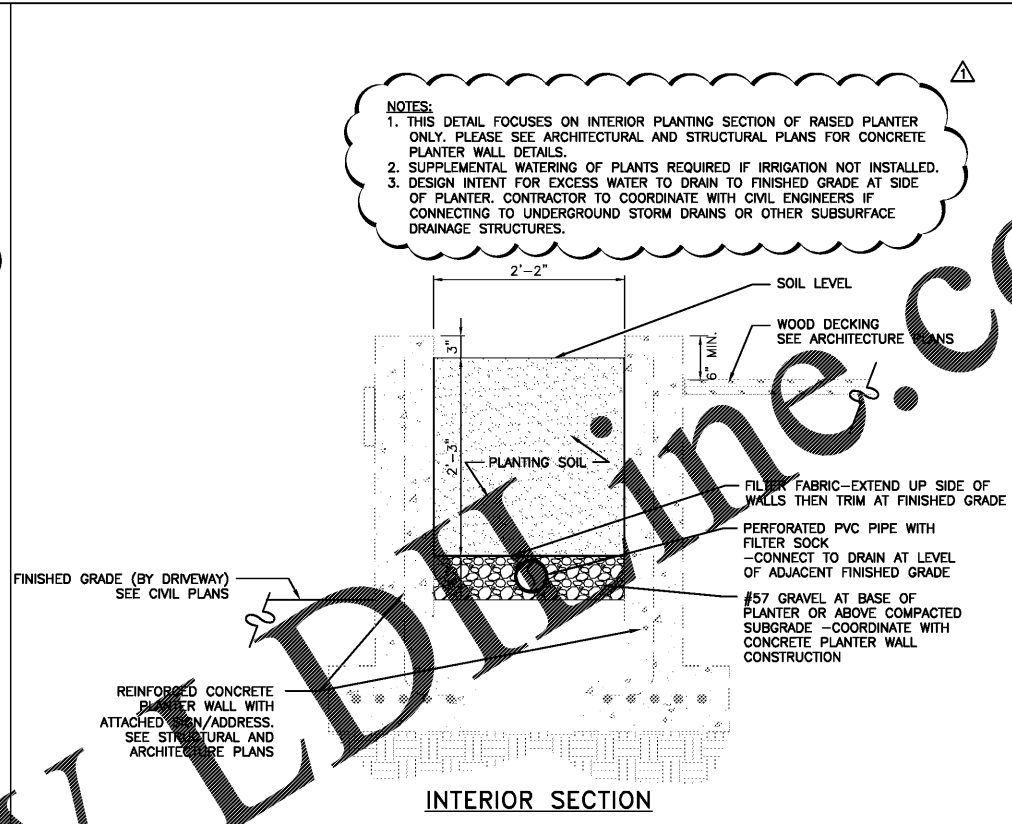 1
NOTES:
1. THIS DETAIL FOCUSES ON INTERIOR PLANTING SECTION OF RAISED PLANTER
ONLY. PLEASE SEE ARCHITECTURAL AND STRUCTURAL PLANS FOR CONCRETE
PLANTER WALL DETAILS.
2. SUPPLEMENTAL WATERING OF PLANTS REQUIRED IF IRRIGATION NOT INSTALLED.
3. DESIGN INTENT FOR EXCESS WATER TO DRAIN TO FINISHED GRADE AT SIDE
OF PLANTER. CONTRACTOR TO COORDINATE WITH CIVIL ENGINEERS IF
CONNECTING TO UNDERGROUND STORM DRAINS OR OTHER SUBSURFACE
DRAINAGE STRUCTURES.
2'-2"
SOIL LEVEL
WOOD DECKING
SEE ARCHITECTURE PLANS
3"
6" MIN.
2'-3"
PLANTING SOIL
FILTER FABRIC-EXTEND UP SIDE OF
WALLS THEN TRIM AT FINISHED GRADE
PERFORATED PVC PIPE WITH
FILTER SOCK
-CONNECT TO DRAIN AT LEVEL
OF ADJACENT FINISHED GRADE
#57 GRAVEL AT BASE OF
PLANTER OR ABOVE COMPACTED
SUBGRADE -COORDINATE WITH
CONCRETE PLANTER WALL
CONSTRUCTION
FINISHED GRADE (BY DRIVEWAY)
SEE CIVIL PLANS
REINFORCED CONCRETE
PLANTER WALL WITH
ATTACHED SIGN/ADDRESS.
SEE STRUCTURAL AND
ARCHITECTURE PLANS
INTERIOR SECTION
LDILine.co